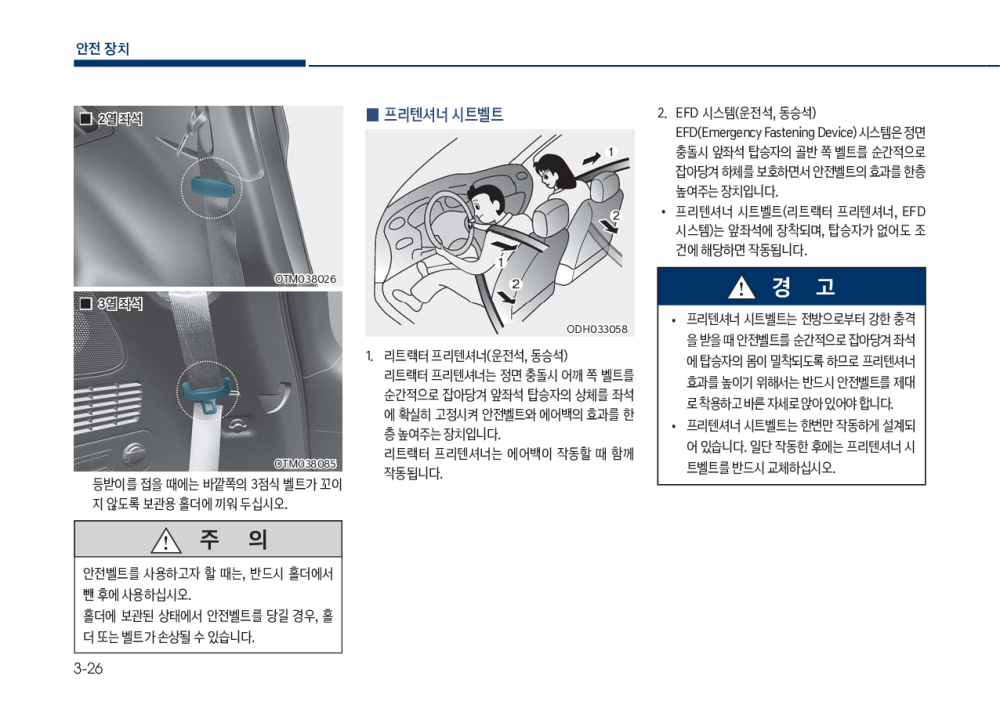 안전 장치
■ 2열 좌석
OTM038026
■ 3열 좌석
OTM038085
등받이를 접을 때에는 바깥쪽의 3점식 벨트가 꼬이
지 않도록 보관용 홀더에 끼워 두십시오.
주 의
안전벨트를 사용하고자 할 때는, 반드시 홀더에서
뺀 후에 사용하십시오.
홀더에 보관된 상태에서 안전벨트를 당길 경우, 홀
더 또는 벨트가 손상될 수 있습니다.
3-26
■ 프리텐셔너 시트벨트
1
2
1
2
ODH033058
1. 리트랙터 프리텐셔너(운전석, 동승석)
리트랙터 프리텐셔너는 정면 충돌시 어깨 쪽 벨트를
순간적으로 잡아당겨 앞좌석 탑승자의 상체를 좌석
에 확실히 고정시켜 안전벨트와 에어백의 효과를 한
층 높여주는 장치입니다.
리트랙터 프리텐셔너는 에어백이 작동할 때 함께
작동됩니다.
2. EFD 시스템(운전석, 동승석)
EFD(Emergency Fastening Device) 시스템은 정면
충돌시 앞좌석 탑승자의 골반 쪽 벨트를 순간적으로
잡아당겨 하체를 보호하면서 안전벨트의 효과를 한층
높여주는 장치입니다.
• 프리텐셔너 시트벨트(리트랙터 프리텐셔너, EFD
시스템)는 앞좌석에 장착되며, 탑승자가 없어도 조
건에 해당하면 작동됩니다.
경 고
• 프리텐셔너 시트벨트는 전방으로부터 강한 충격
을 받을 때 안전벨트를 순간적으로 잡아당겨 좌석
에 탑승자의 몸이 밀착되도록 하므로 프리텐셔너
효과를 높이기 위해서는 반드시 안전벨트를 제대
로 착용하고 바른 자세로 앉아 있어야 합니다.
• 프리텐셔너 시트벨트는 한번만 작동하게 설계되
어 있습니다. 일단 작동한 후에는 프리텐셔너 시
트벨트를 반드시 교체하십시오.